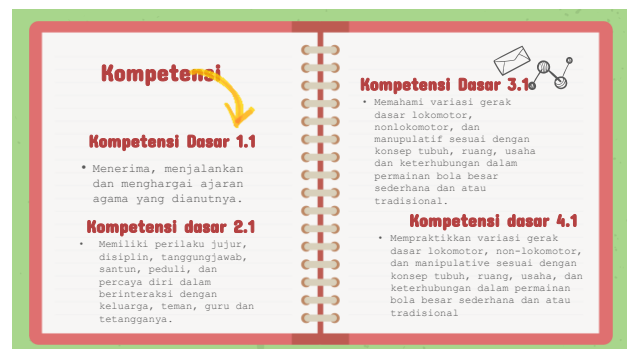 Kompetensi
Kompetensi Dasar 1.1
• Menerima, menjalankan
dan menghargai ajaran
agama yang dianutnya.
Kompetensi dasar 2.1
• Memiliki perilaku jujur,
disiplin, tanggungjawab,
santun, peduli, dan
percaya diri dalam
berinteraksi dengan
keluarga, teman, guru dan
tetangganya.
Kompetensi Dasar 3.1
• Memahami variasi gerak
dasar lokomotor,
nonlokomotor, dan
manupulatif sesuai dengan
konsep tubuh, ruang, usaha
dan keterhubungan dalam
permainan bola besar
sederhana dan atau
tradisional.
Kompetensi dasar 4.1
• Mempraktikkan variasi gerak
dasar lokomotor, non-lokomotor,
dan manipulative sesuai dengan
konsep tubuh, ruang, usaha, dan
keterhubungan dalam permainan
bola besar sederhana dan atau
tradisional